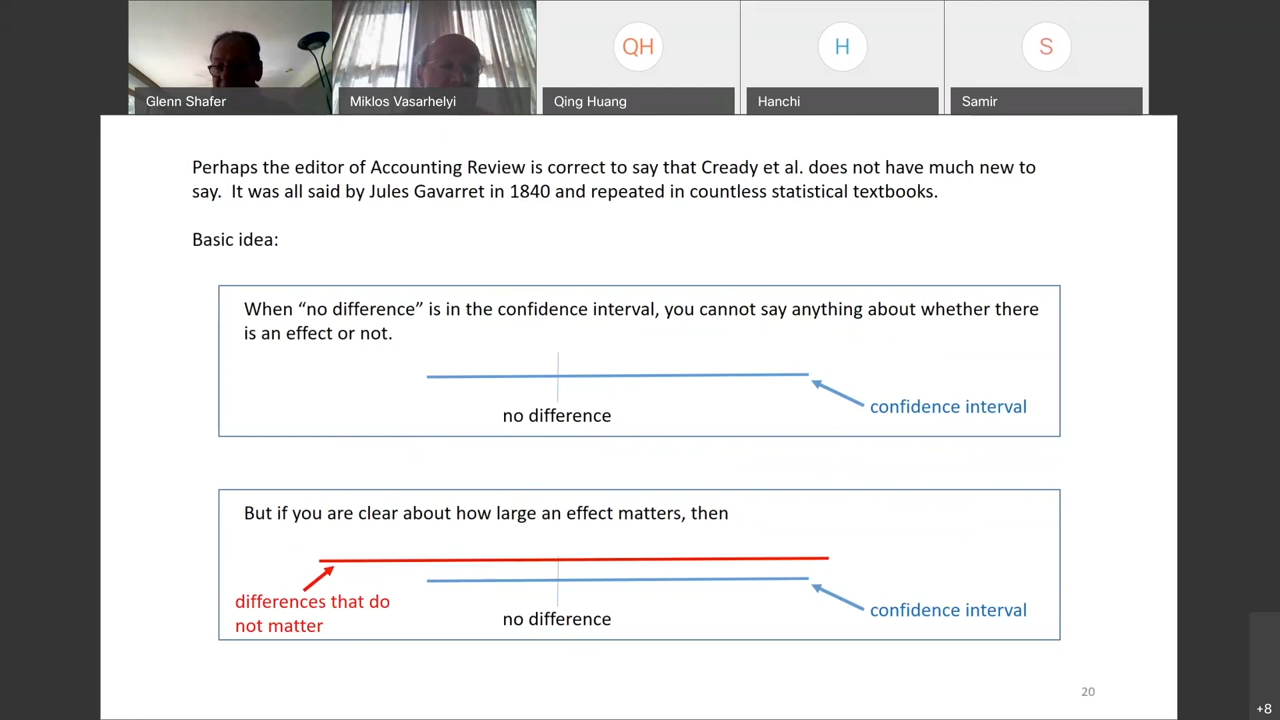 QH
H
S
Glenn Shafer
Miklos Vasarhelyi
Qing Huang
Hanchi
Samir
Perhaps the editor of Accounting Review is correct to say that Cready et al. does not have much new to
say.  It was all said by Jules Gavarret in 1840 and repeated in countless statistical textbooks.
Basic idea:
When “no difference” is in the confidence interval, you cannot say anything about whether there
is an effect or not.
confidence interval
no difference
But if you are clear about how large an effect matters, then
differences that do
not matter
no difference
confidence interval
20
+8